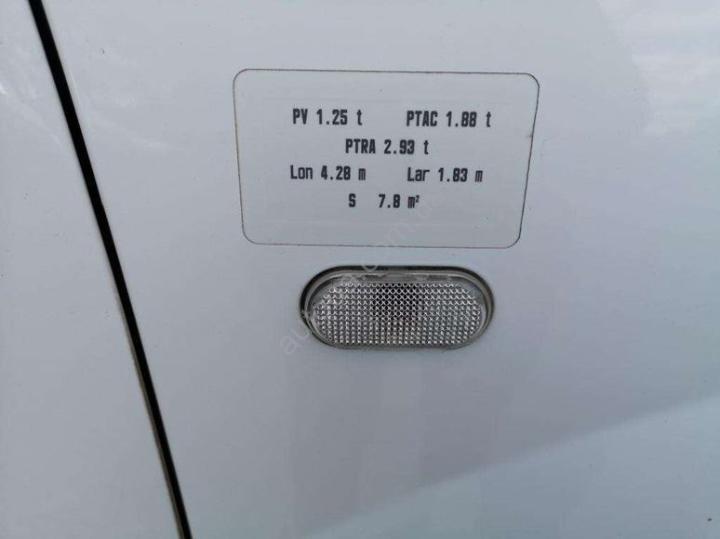 PV 1.25 t PTAC 1.88 t
PTRA 2.93 t
Lon 4.28 m Lar 1.83 m
S 7.8 m²